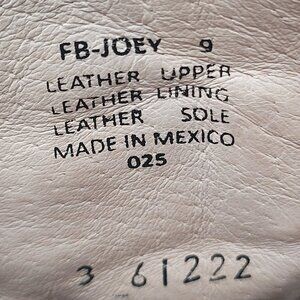 FB-JOEY 9
LEATHER UPPER
LEATHER LINING
LEATHER SOLE
MADE IN MEXICO
025
3 61222